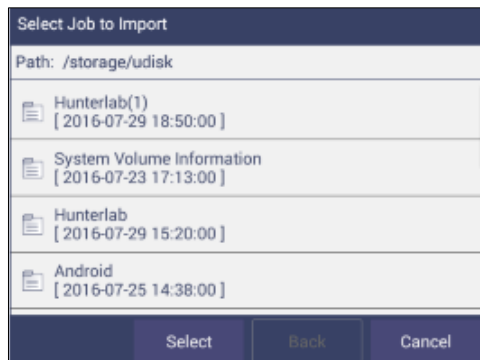 Select Job to Import
Path: /storage/udisk
Hunterlab(1)
[ 2016-07-29 18:50:00 ]
System Volume Information
[ 2016-07-23 17:13:00 ]
Hunterlab
[ 2016-07-29 15:20:00 ]
Android
[ 2016-07-25 14:38:00 ]
Select Back Cancel